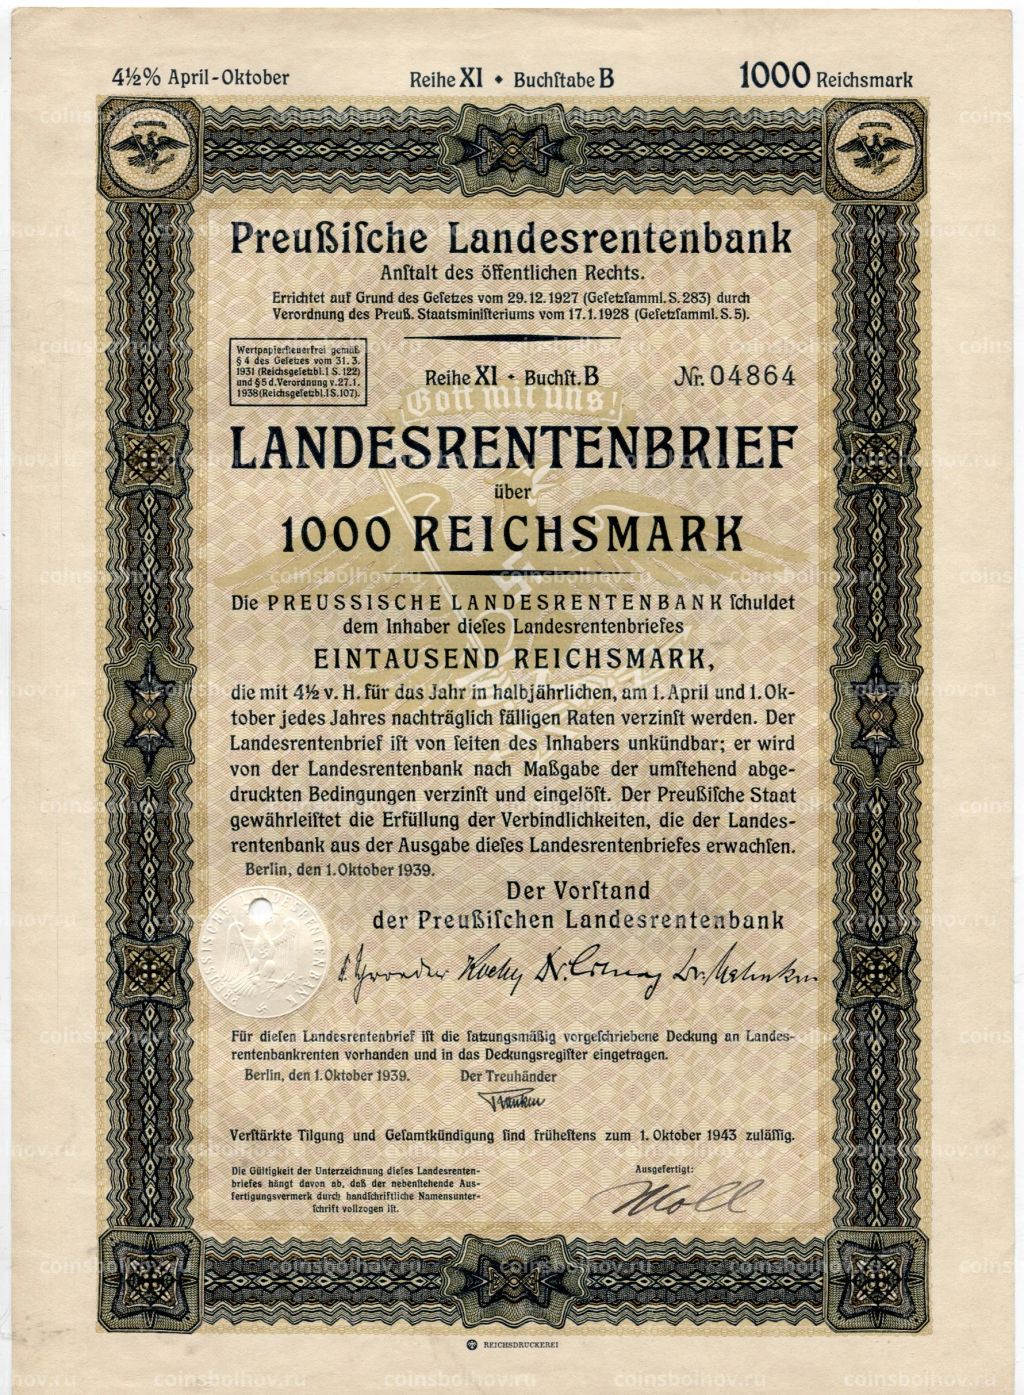 4½% April-Oktober Reihe XI • Buchſtabe B 1000 Reichsmark
Preußiſche Landesrentenbank
Anſtalt des öffentlichen Rechts.
Errichtet auf Grund des Geſetzes vom 29.12.1927 (Geſetzſamml. S. 283) durch
Verordnung des Preuß. Staatsminiſteriums vom 17.1.1928 (Geſetzſamml. S. 5).
Wertpapierſteuerfrei gemäß
§ 4 des Geſetzes vom 31. 3.
1931 (Reichsgeſetzbl. I S. 122)
und § 5 d. Verordnung v. 27.1.
1938 (Reichsgeſetzbl. I S. 107).
Reihe XI • Buchſt. B Nr. 04864
Gott mit uns!
LANDESRENTENBRIEF
über
1000 REICHSMARK
Die PREUSSISCHE LANDESRENTENBANK ſchuldet
dem Inhaber dieſes Landesrentenbriefes
EINTAUSEND REICHSMARK,
die mit 4½ v. H. für das Jahr in halbjährlichen, am 1. April und 1. Ok-
tober jedes Jahres nachträglich fälligen Raten verzinſt werden. Der
Landesrentenbrief iſt von ſeiten des Inhabers unkündbar; er wird
von der Landesrentenbank nach Maßgabe der umſtehend abge-
druckten Bedingungen verzinſt und eingelöſt. Der Preußiſche Staat
gewährleiſtet die Erfüllung der Verbindlichkeiten, die der Landes-
rentenbank aus der Ausgabe dieſes Landesrentenbriefes erwachſen.
Berlin, den 1. Oktober 1939.
Der Vorſtand
der Preußiſchen Landesrentenbank
PREUSSISCHE LANDESRENTENBANK
Für dieſen Landesrentenbrief iſt die ſatzungsmäßig vorgeſchriebene Deckung an Landes-
rentenbankrenten vorhanden und in das Deckungsregiſter eingetragen.
Berlin, den 1. Oktober 1939. Der Treuhänder
Verſtärkte Tilgung und Geſamtkündigung ſind früheſtens zum 1. Oktober 1943 zuläſſig.
Die Gültigkeit der Unterzeichnung dieſes Landesrenten-
briefes hängt davon ab, daß der nebenſtehende Aus-
fertigungsvermerk durch handſchriftliche Namensunter-
ſchrift vollzogen iſt.
Ausgefertigt:
Moll
REICHSDRUCKEREI
coinsbolhov.ru